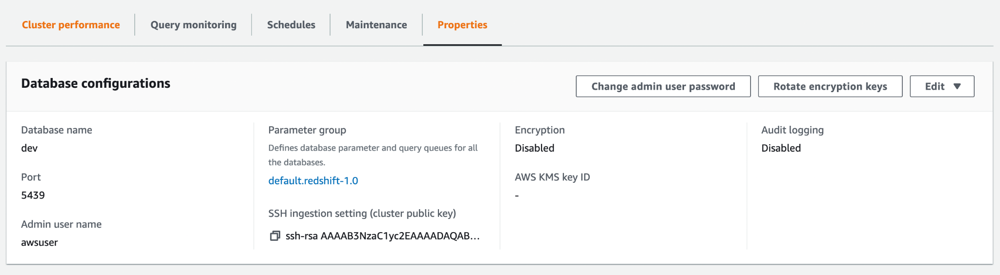 Cluster performance
Query monitoring
Schedules
Maintenance
Properties
Database configurations
Change admin user password
Rotate encryption keys
Edit
Database name
dev
Port
5439
Admin user name
awsuser
Parameter group
Defines database parameter and query queues for all
the databases.
default.redshift-1.0
SSH ingestion setting (cluster public key)
ssh-rsa AAAAB3NzaC1yc2EAAAADAQAB...
Encryption
Disabled
AWS KMS key ID
-
Audit logging
Disabled